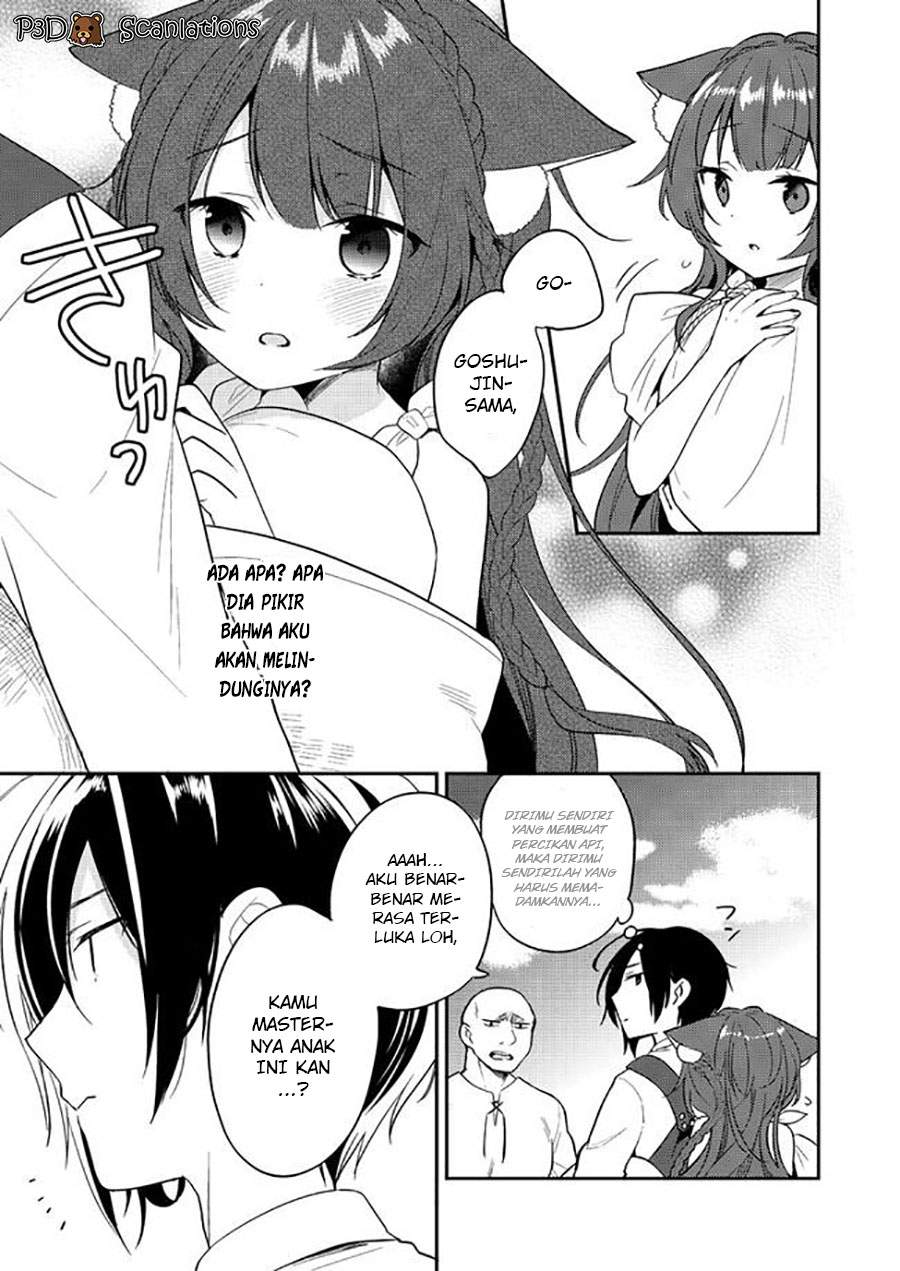 P3D Scanlations
GO-
GOSHU-
JIN-
SAMA,
きゅっ
ADA APA? APA
DIA PIKIR
BAHWA AKU
AKAN MELIN-
DUNGINYA?
DIRIMU SENDIRI
YANG MEMBUAT
PERCIKAN API,
MAKA DIRIMU
SENDIRILAH YANG
HARUS MEMA-
DAMKANNYA...
フッ
AAAH...
AKU BENAR-
BENAR ME-
RASA TER-
LUKA LOH,
KAMU
MASTER-
NYA ANAK
INI KAN
...?